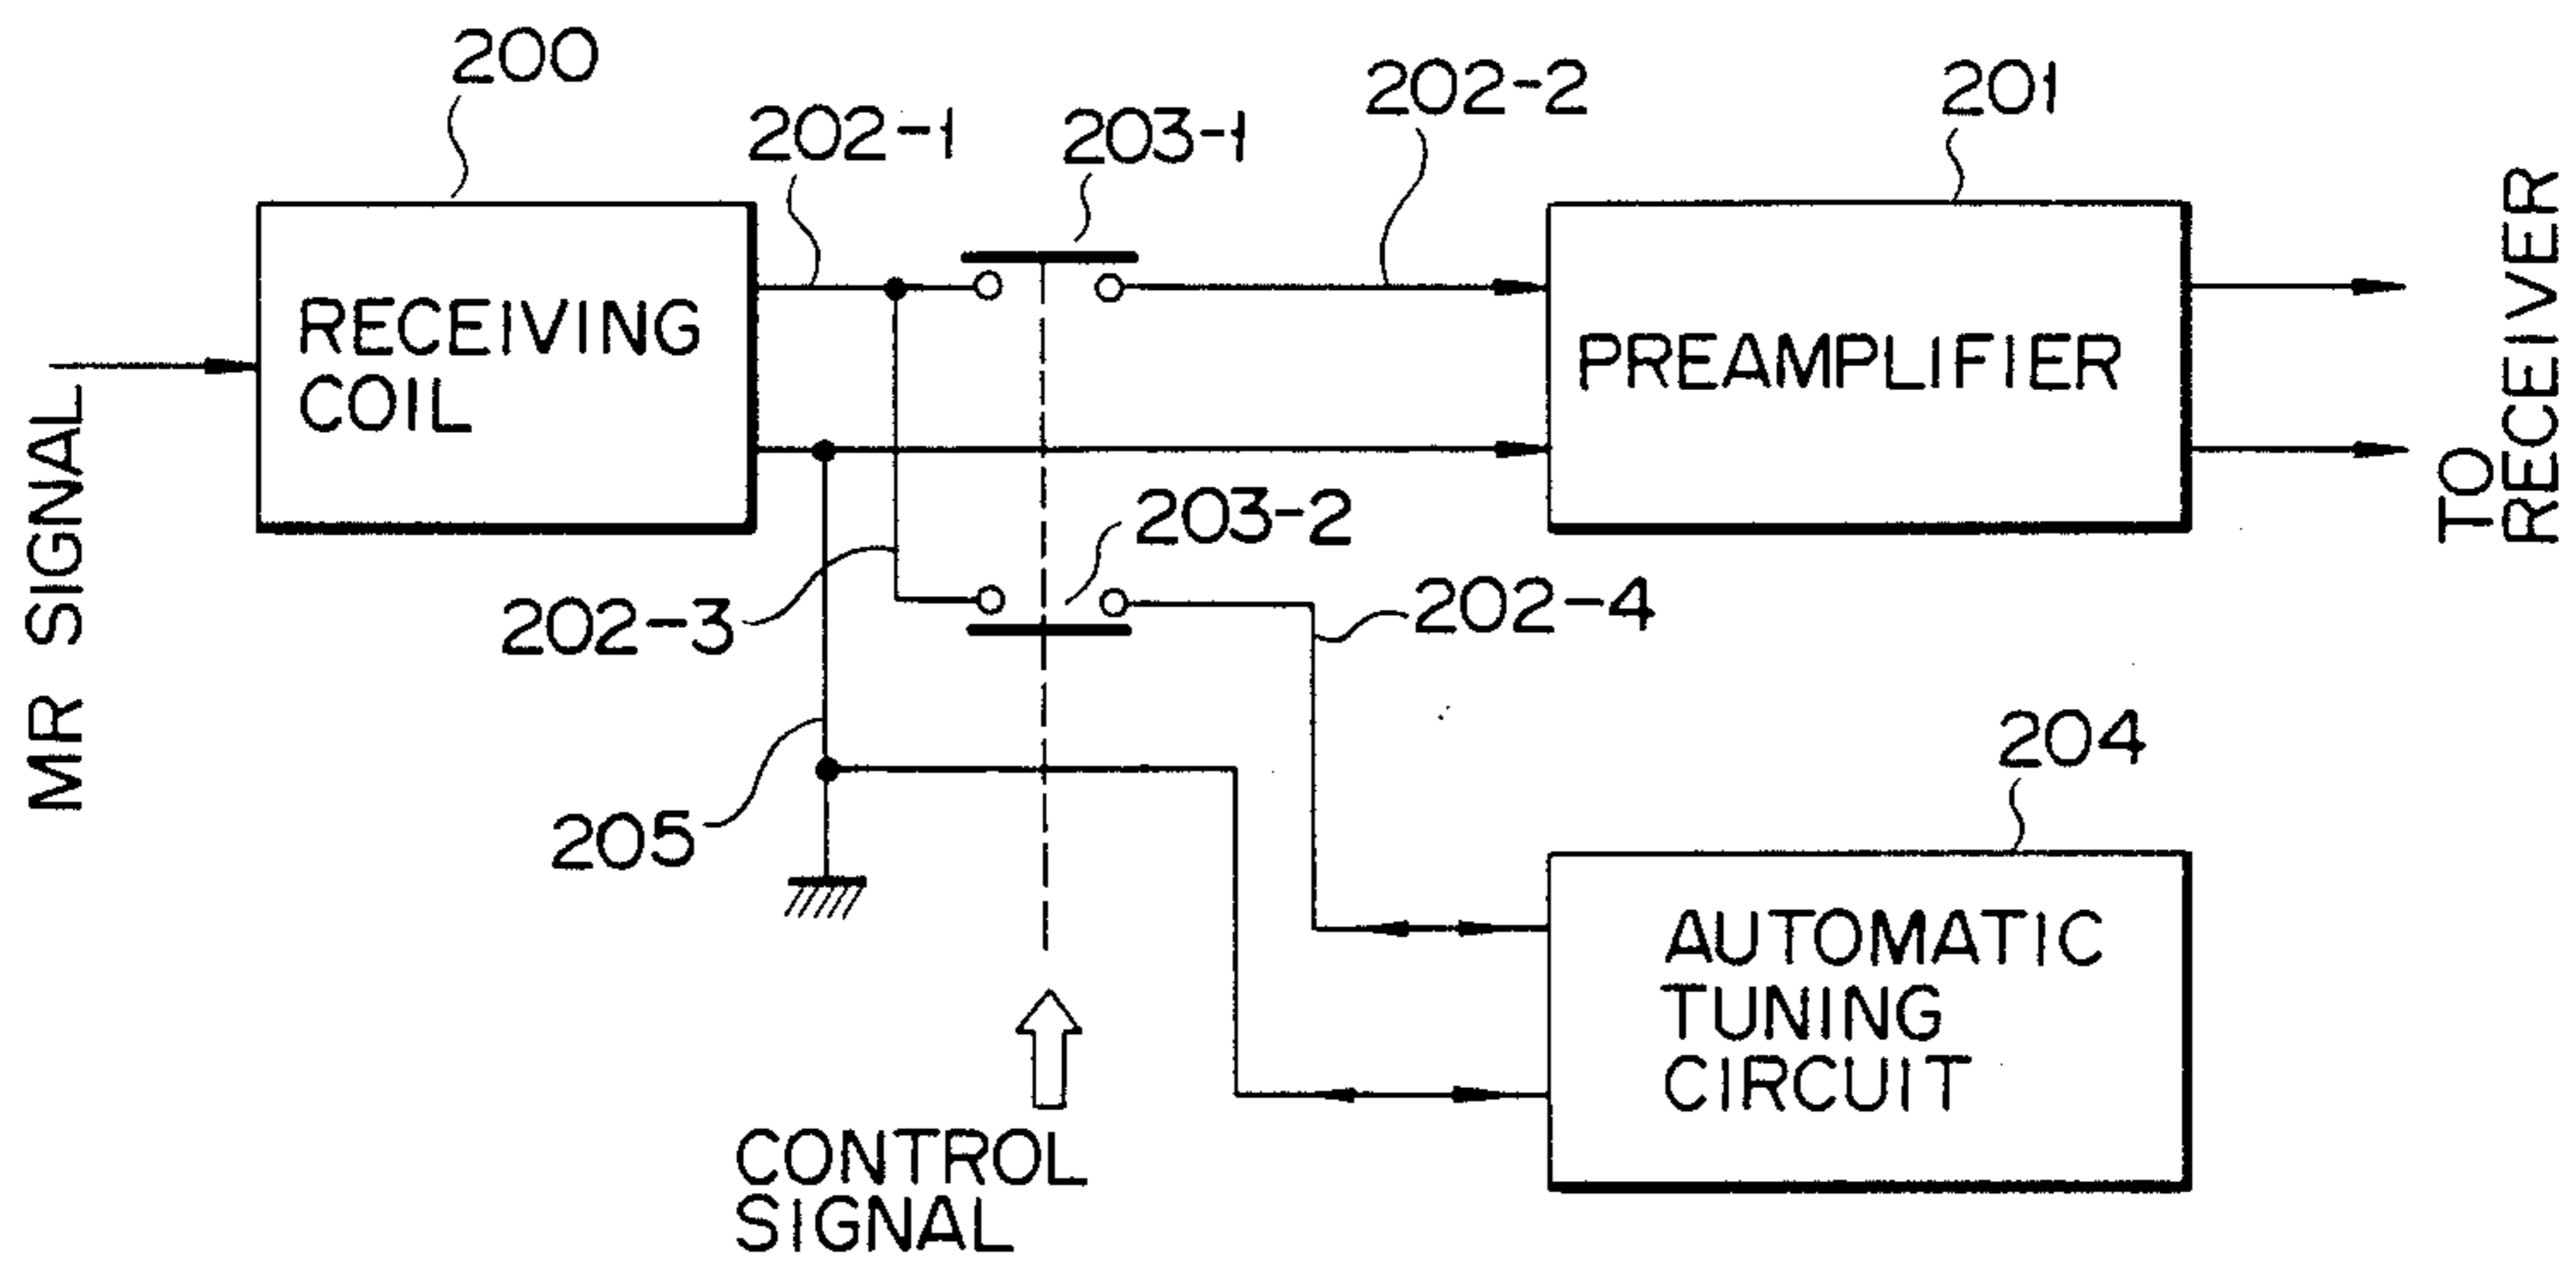 200
202-1
203-1
202-2
201
RECEIVING
COIL
PREAMPLIFIER
MR SIGNAL
TO
RECEIVER
203-2
202-3
202-4
205
204
AUTOMATIC
TUNING
CIRCUIT
CONTROL
SIGNAL